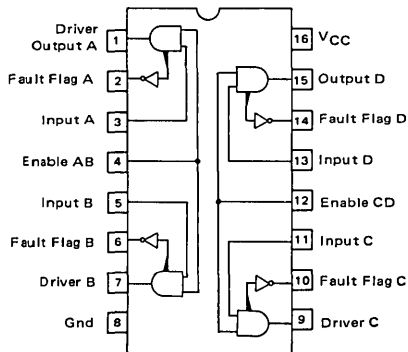 Driver
Output A
1
Fault Flag A
2
Input A
3
Enable AB
4
Input B
5
Fault Flag B
6
Driver B
7
Gnd
8
16
VCC
15
Output D
14
Fault Flag D
13
Input D
12
Enable CD
11
Input C
10
Fault Flag C
9
Driver C